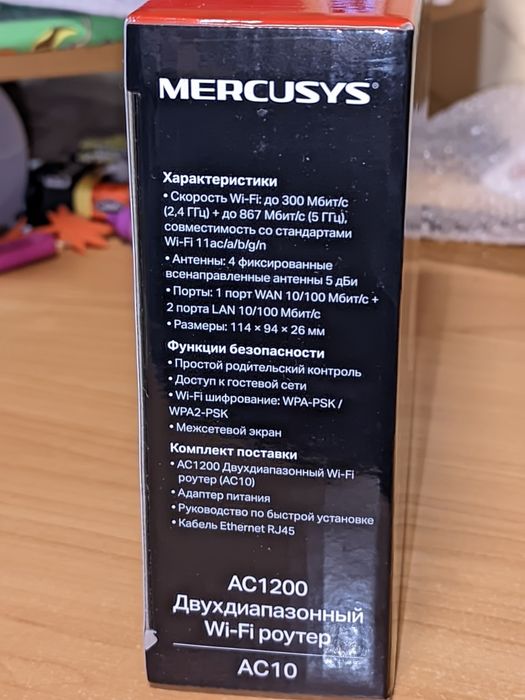 MERCUSYS®
Характеристики
• Скорость Wi-Fi: до 300 Мбит/с
(2,4 ГГц) + до 867 Мбит/с (5 ГГц),
совместимость со стандартами
Wi-Fi 11ac/a/b/g/n
• Антенны: 4 фиксированные
всенаправленные антенны 5 дБи
• Порты: 1 порт WAN 10/100 Мбит/с +
2 порта LAN 10/100 Мбит/с
• Размеры: 114 × 94 × 26 мм
Функции безопасности
• Простой родительский контроль
• Доступ к гостевой сети
• Wi-Fi шифрование: WPA-PSK /
WPA2-PSK
• Межсетевой экран
Комплект поставки
• AC1200 Двухдиапазонный Wi-Fi
роутер (AC10)
• Адаптер питания
• Руководство по быстрой установке
• Кабель Ethernet RJ45
AC1200
Двухдиапазонный
Wi-Fi роутер
AC10